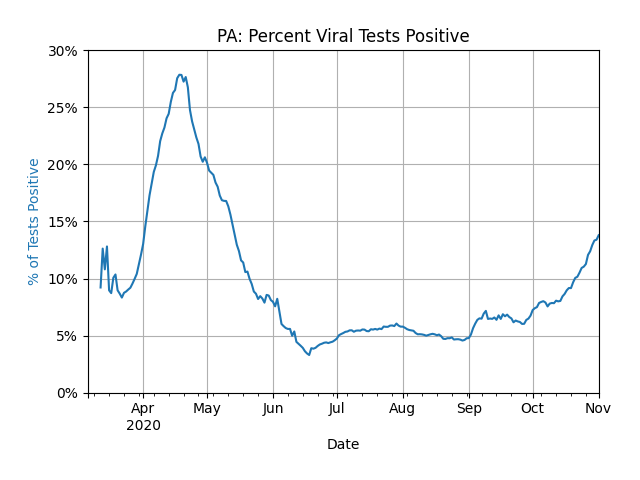 PA: Percent Viral Tests Positive
30%
25%
20%
15%
10%
5%
0%
% of Tests Positive
Apr May Jun Jul Aug Sep Oct Nov
2020
Date